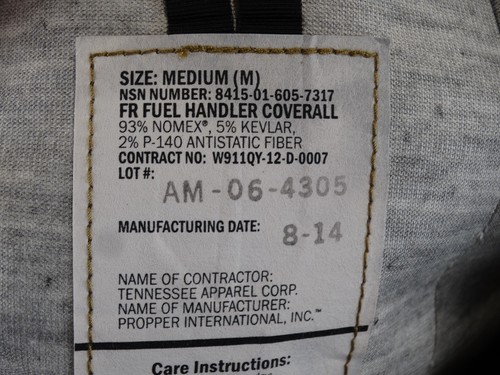 SIZE: MEDIUM (M)
NSN NUMBER: 8415-01-605-7317
FR FUEL HANDLER COVERALL
93% NOMEX®, 5% KEVLAR,
2% P-140 ANTISTATIC FIBER
CONTRACT NO: W911QY-12-D-0007
LOT #:
AM-06-4305
MANUFACTURING DATE:
8-14
NAME OF CONTRACTOR:
TENNESSEE APPAREL CORP.
NAME OF MANUFACTURER:
PROPPER INTERNATIONAL, INC.™
Care Instructions: